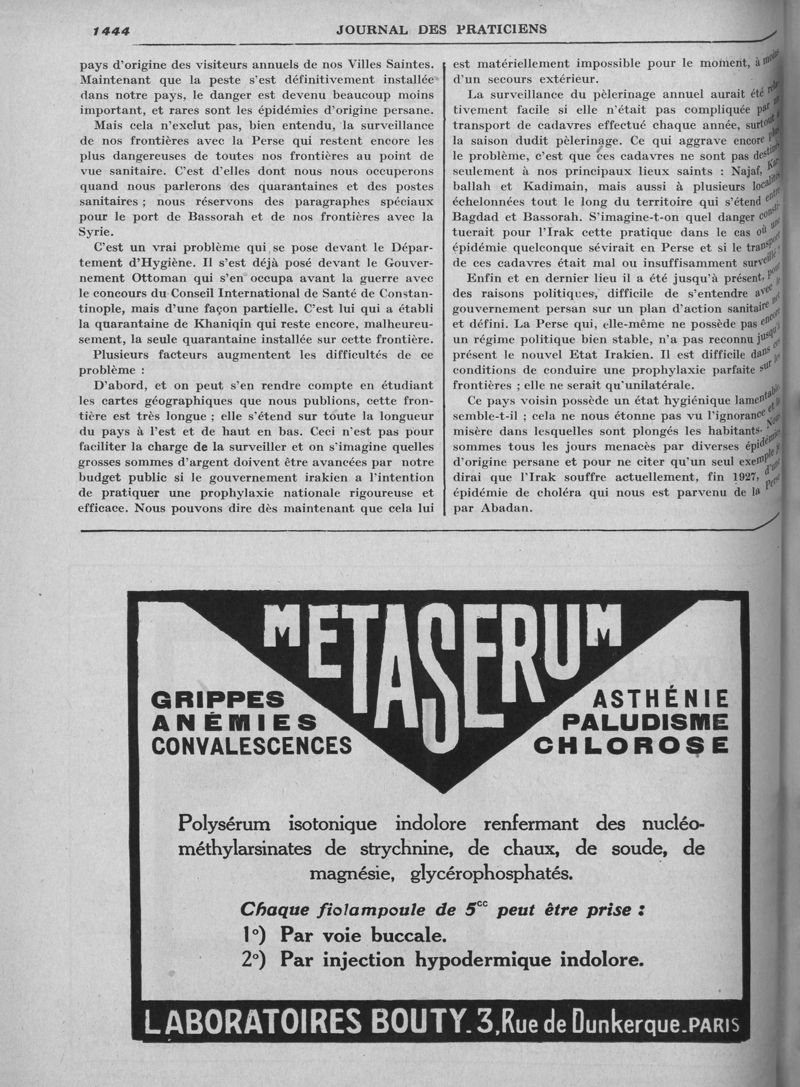 1444
JOURNAL DES PRATICIENS
pays d'origine des visiteurs annuels de nos Villes Saintes.
Maintenant que la peste s'est définitivement installée
dans notre pays, le danger est devenu beaucoup moins
important, et rares sont les épidémies d'origine persane.
Mais cela n'exclut pas, bien entendu, la surveillance
de nos frontières avec la Perse qui restent encore les
plus dangereuses de toutes nos frontières au point de
vue sanitaire. C'est d'elles dont nous nous occuperons
quand nous parlerons des quarantaines et des postes
sanitaires ; nous réservons des paragraphes spéciaux
pour le port de Bassorah et de nos frontières avec la
Syrie.
C'est un vrai problème qui se pose devant le Dépar-
tement d'Hygiène. Il s'est déjà posé devant le Gouver-
nement Ottoman qui s'en occupa avant la guerre avec
le concours du Conseil International de Santé de Constan-
tinople, mais d'une façon partielle. C'est lui qui a établi
la quarantaine de Khaniqin qui reste encore, malheureu-
sement, la seule quarantaine installée sur cette frontière.
Plusieurs facteurs augmentent les difficultés de ce
problème :
D'abord, et on peut s'en rendre compte en étudiant
les cartes géographiques que nous publions, cette fron-
tière est très longue ; elle s'étend sur toute la longueur
du pays à l'est et de haut en bas. Ceci n'est pas pour
faciliter la charge de la surveiller et on s'imagine quelles
grosses sommes d'argent doivent être avancées par notre
budget public si le gouvernement irakien a l'intention
de pratiquer une prophylaxie nationale rigoureuse et
efficace. Nous pouvons dire dès maintenant que cela lui
est matériellement impossible pour le moment, à moins
d'un secours extérieur.
La surveillance du pèlerinage annuel aurait été rela-
tivement facile si elle n'était pas compliquée par
transport de cadavres effectué chaque année, surtout à
la saison dudit pèlerinage. Ce qui aggrave encore plus
le problème, c'est que ces cadavres ne sont pas destinés
seulement à nos principaux lieux saints : Najaf, Kar-
ballah et Kadimain, mais aussi à plusieurs localités
échelonnées tout le long du territoire qui s'étend entre
Bagdad et Bassorah. S'imagine-t-on quel danger consti-
tuerait pour l'Irak cette pratique dans le cas où une
épidémie quelconque sévirait en Perse et si le transport
de ces cadavres était mal ou insuffisamment surveillé.
Enfin et en dernier lieu il a été jusqu'à présent, pour
des raisons politiques, difficile de s'entendre avec le
gouvernement persan sur un plan d'action sanitaire net
et défini. La Perse qui, elle-même ne possède pas encore
un régime politique bien stable, n'a pas reconnu jusqu'à
présent le nouvel Etat Irakien. Il est difficile dans ces
conditions de conduire une prophylaxie parfaite sur les
frontières ; elle ne serait qu'unilatérale.
Ce pays voisin possède un état hygiénique lamentable
semble-t-il ; cela ne nous étonne pas vu l'ignorance et la
misère dans lesquelles sont plongés les habitants. Nous
sommes tous les jours menacés par diverses épidémies
d'origine persane et pour ne citer qu'un seul exemple je
dirai que l'Irak souffre actuellement, fin 1927, d'une
épidémie de choléra qui nous est parvenu de la Perse
par Abadan.
METASERUM
GRIPPES
ANÉMIES
CONVALESCENCES
ASTHÉNIE
PALUDISME
CHLOROSE
Polysérum isotonique indolore renfermant des nucléo-
méthylarsinates de strychnine, de chaux, de soude, de
magnésie, glycérophosphatés.
Chaque fiolampoule de 5cc peut être prise :
1°) Par voie buccale.
2°) Par injection hypodermique indolore.
LABORATOIRES BOUTY_3,Rue de Dunkerque_PARIS